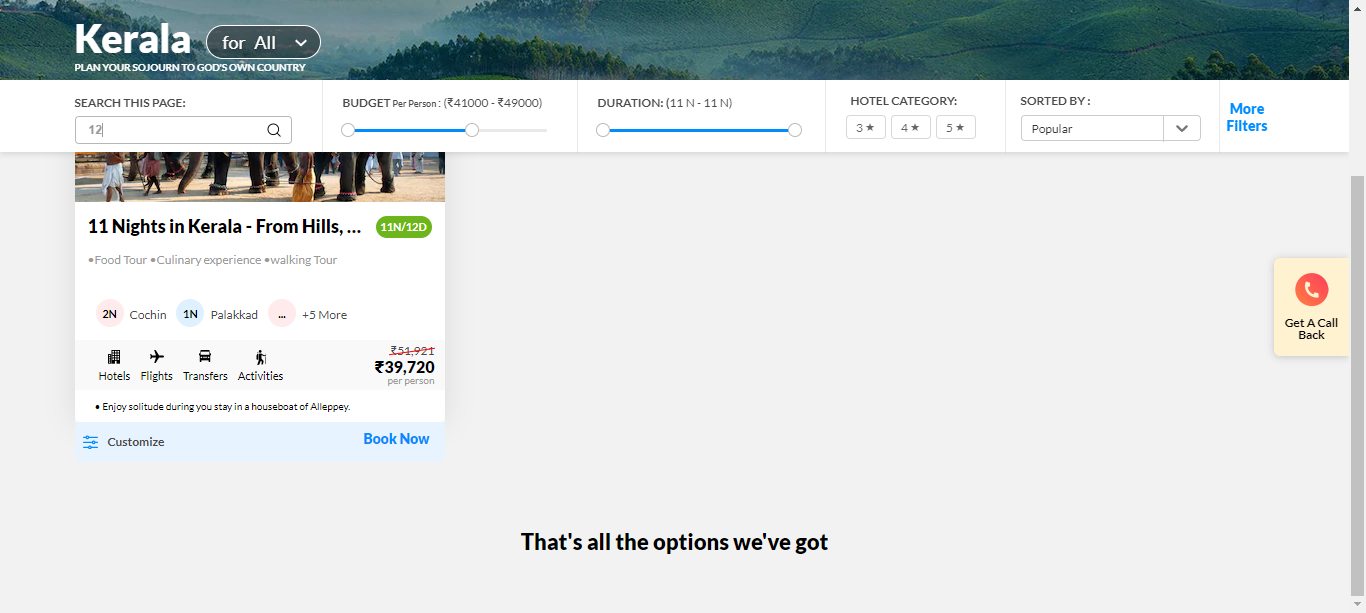 Kerala for All
PLAN YOUR SOJOURN TO GOD'S OWN COUNTRY
SEARCH THIS PAGE:
12
BUDGET Per Person : (₹41000 - ₹49000)
DURATION: (11 N - 11 N)
HOTEL CATEGORY:
3 ★ 4 ★ 5 ★
SORTED BY :
Popular
More
Filters
11 Nights in Kerala - From Hills, ... 11N/12D
•Food Tour •Culinary experience •walking Tour
2N Cochin 1N Palakkad ... +5 More
Hotels Flights Transfers Activities
₹51,921
₹39,720
per person
• Enjoy solitude during you stay in a houseboat of Alleppey.
Customize Book Now
Get A Call
Back
That's all the options we've got